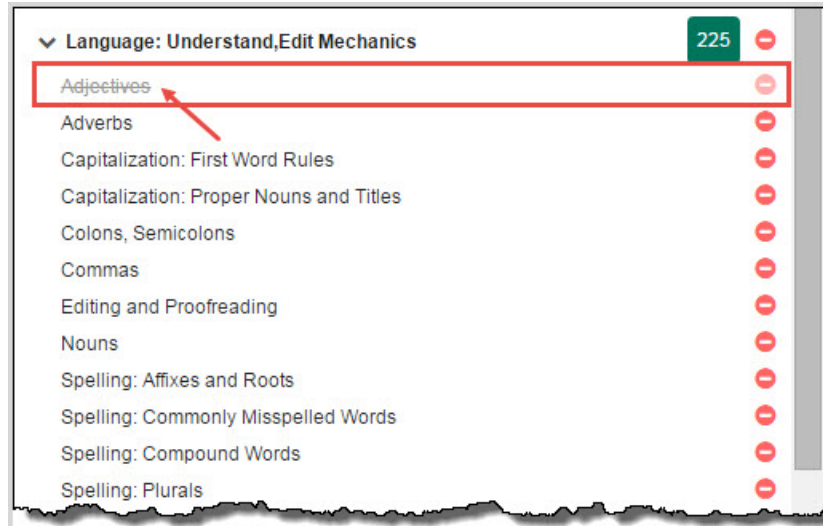 Language: Understand,Edit Mechanics 225
Adjectives
Adverbs
Capitalization: First Word Rules
Capitalization: Proper Nouns and Titles
Colons, Semicolons
Commas
Editing and Proofreading
Nouns
Spelling: Affixes and Roots
Spelling: Commonly Misspelled Words
Spelling: Compound Words
Spelling: Plurals